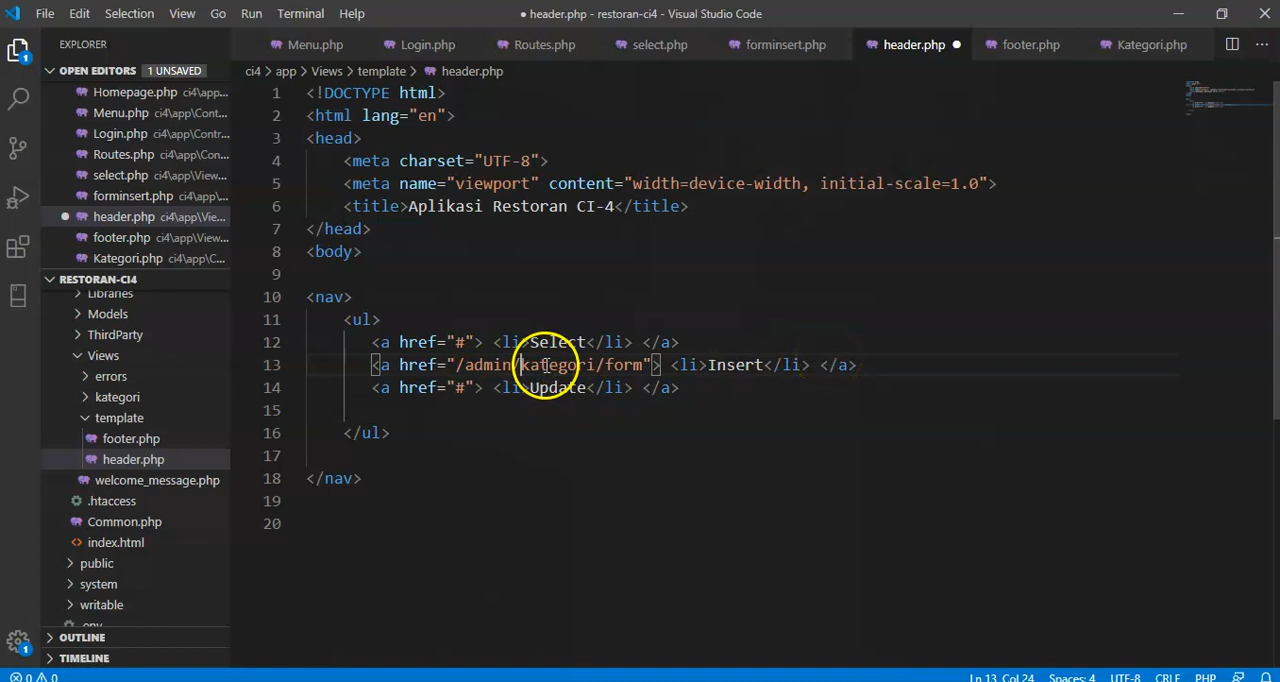 File Edit Selection View Go Run Terminal Help ● header.php - restoran-ci4 - Visual Studio Code
EXPLORER
OPEN EDITORS 1 UNSAVED
Homepage.php ci4\app...
Menu.php ci4\app\Cont...
Login.php ci4\app\Contr...
Routes.php ci4\app\Con...
select.php ci4\app\View...
forminsert.php ci4\app\...
header.php ci4\app\Vie...
footer.php ci4\app\View...
Kategori.php ci4\app\C...
RESTORAN-CI4
Libraries
Models
ThirdParty
Views
errors
kategori
template
footer.php
header.php
welcome_message.php
.htaccess
Common.php
index.html
public
system
writable
.env
OUTLINE
TIMELINE
Menu.php Login.php Routes.php select.php forminsert.php header.php footer.php Kategori.php
ci4 > app > Views > template > header.php
1 <!DOCTYPE html>
2 <html lang="en">
3 <head>
4 <meta charset="UTF-8">
5 <meta name="viewport" content="width=device-width, initial-scale=1.0">
6 <title>Aplikasi Restoran CI-4</title>
7 </head>
8 <body>
9
10 <nav>
11 <ul>
12 <a href="#"> <li>Select</li> </a>
13 <a href="/admin/kategori/form"> <li>Insert</li> </a>
14 <a href="#"> <li>Update</li> </a>
15
16 </ul>
17
18 </nav>
19
20
0 0 Ln 13, Col 24 Spaces: 4 UTF-8 CRLF PHP